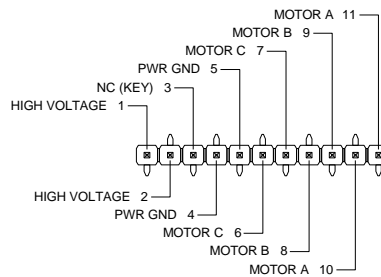 MOTOR A 11
MOTOR B 9
MOTOR C 7
PWR GND 5
NC (KEY) 3
HIGH VOLTAGE 1
HIGH VOLTAGE 2
PWR GND 4
MOTOR C 6
MOTOR B 8
MOTOR A 10